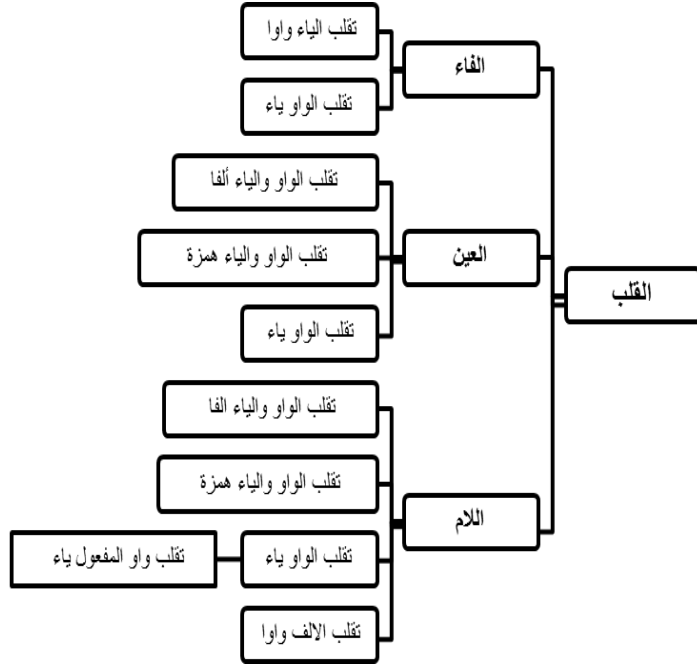 القلب
الفاء
تقلب الياء واوا
تقلب الواو ياء
العين
تقلب الواو والياء ألفا
تقلب الواو والياء همزة
تقلب الواو ياء
اللام
تقلب الواو والياء الفا
تقلب الواو والياء همزة
تقلب الواو ياء
تقلب واو المفعول ياء
تقلب الالف واوا